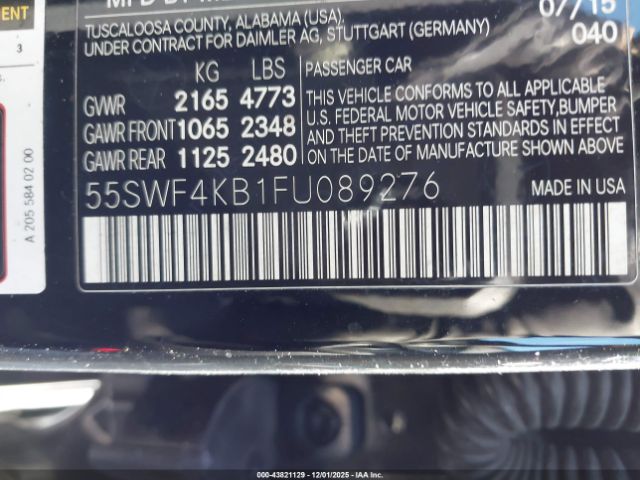 07/15
TUSCALOOSA COUNTY, ALABAMA (USA).
UNDER CONTRACT FOR DAIMLER AG, STUTTGART (GERMANY)
040
KG LBS
PASSENGER CAR
GVWR 2165 4773
GAWR FRONT 1065 2348
GAWR REAR 1125 2480
THIS VEHICLE CONFORMS TO ALL APPLICABLE
U.S. FEDERAL MOTOR VEHICLE SAFETY,BUMPER
AND THEFT PREVENTION STANDARDS IN EFFECT
ON THE DATE OF MANUFACTURE SHOWN ABOVE
55SWF4KB1FU089276
MADE IN USA
3
A 205 584 02 00
000-43821129 - 12/01/2025 - IAAI.COM